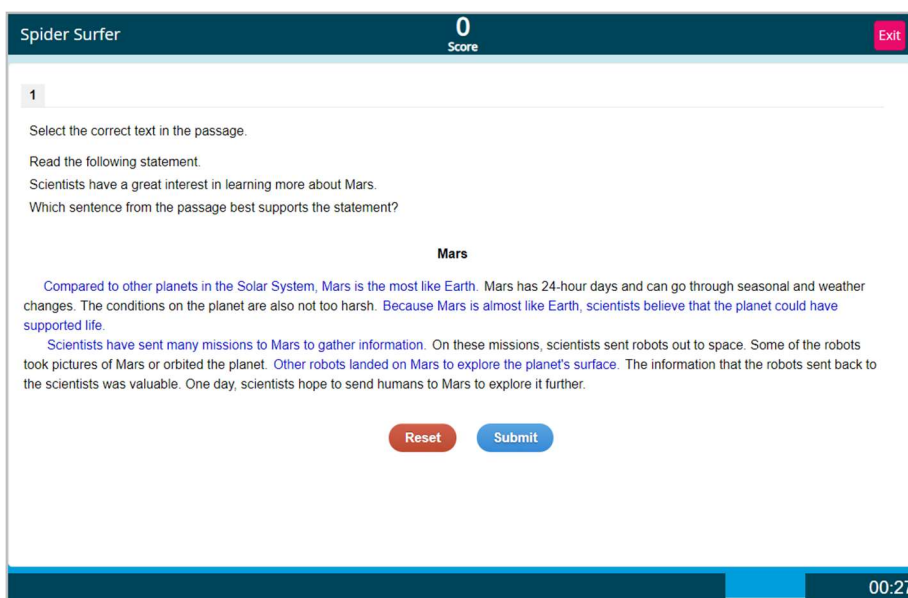 Spider Surfer
0
Score
Exit
1
Select the correct text in the passage.
Read the following statement.
Scientists have a great interest in learning more about Mars.
Which sentence from the passage best supports the statement?
Mars
Compared to other planets in the Solar System, Mars is the most like Earth. Mars has 24-hour days and can go through seasonal and weather
changes. The conditions on the planet are also not too harsh. Because Mars is almost like Earth, scientists believe that the planet could have
supported life.
Scientists have sent many missions to Mars to gather information. On these missions, scientists sent robots out to space. Some of the robots
took pictures of Mars or orbited the planet. Other robots landed on Mars to explore the planet's surface. The information that the robots sent back to
the scientists was valuable. One day, scientists hope to send humans to Mars to explore it further.
Reset
Submit
00:27